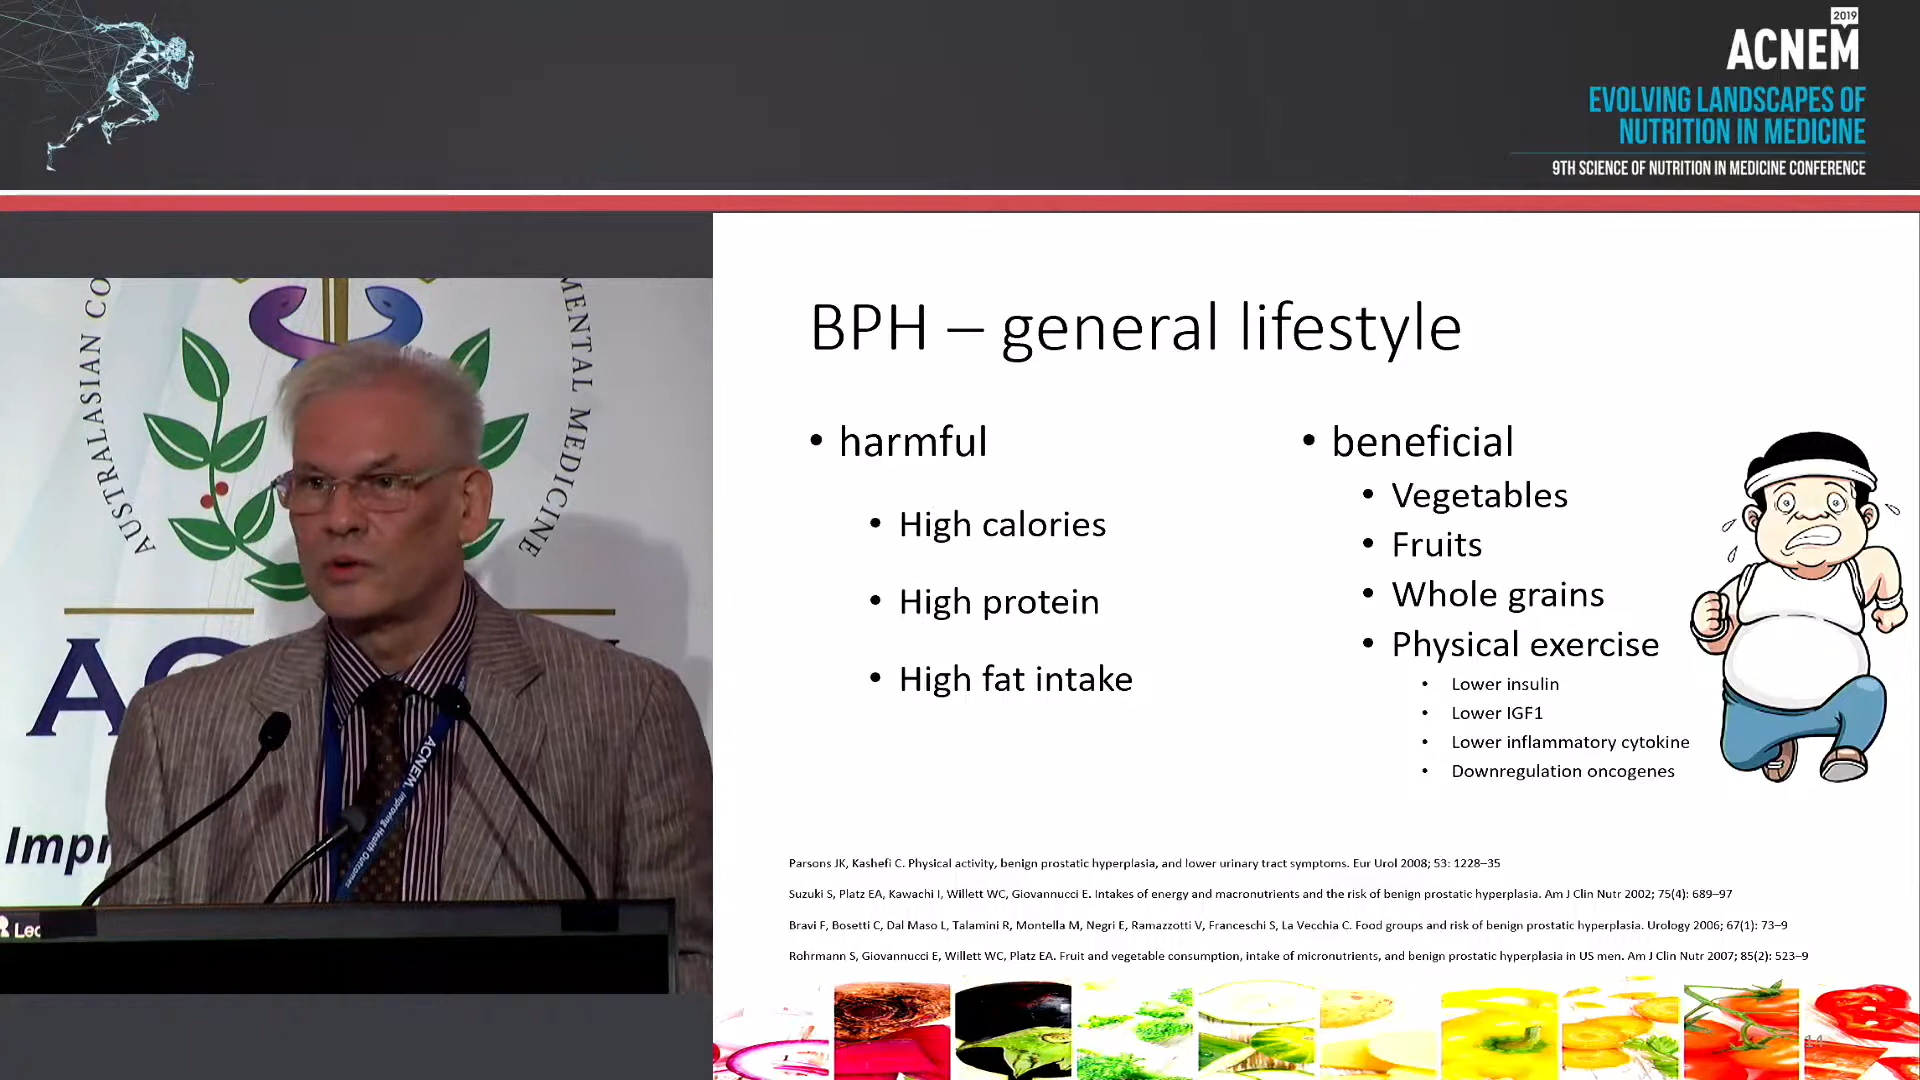 2019
ACNEM
EVOLVING LANDSCAPES OF
NUTRITION IN MEDICINE
9TH SCIENCE OF NUTRITION IN MEDICINE CONFERENCE
AUSTRALASIAN CO
MENTAL MEDICINE
AC
Impr
ACNEM. Improving Health Outcomes
Lec
BPH – general lifestyle
• harmful
• High calories
• High protein
• High fat intake
• beneficial
• Vegetables
• Fruits
• Whole grains
• Physical exercise
• Lower insulin
• Lower IGF1
• Lower inflammatory cytokine
• Downregulation oncogenes
Parsons JK, Kashefi C. Physical activity, benign prostatic hyperplasia, and lower urinary tract symptoms. Eur Urol 2008; 53: 1228–35
Suzuki S, Platz EA, Kawachi I, Willett WC, Giovannucci E. Intakes of energy and macronutrients and the risk of benign prostatic hyperplasia. Am J Clin Nutr 2002; 75(4): 689–97
Bravi F, Bosetti C, Dal Maso L, Talamini R, Montella M, Negri E, Ramazzotti V, Franceschi S, La Vecchia C. Food groups and risk of benign prostatic hyperplasia. Urology 2006; 67(1): 73–9
Rohrmann S, Giovannucci E, Willett WC, Platz EA. Fruit and vegetable consumption, intake of micronutrients, and benign prostatic hyperplasia in US men. Am J Clin Nutr 2007; 85(2): 523–9